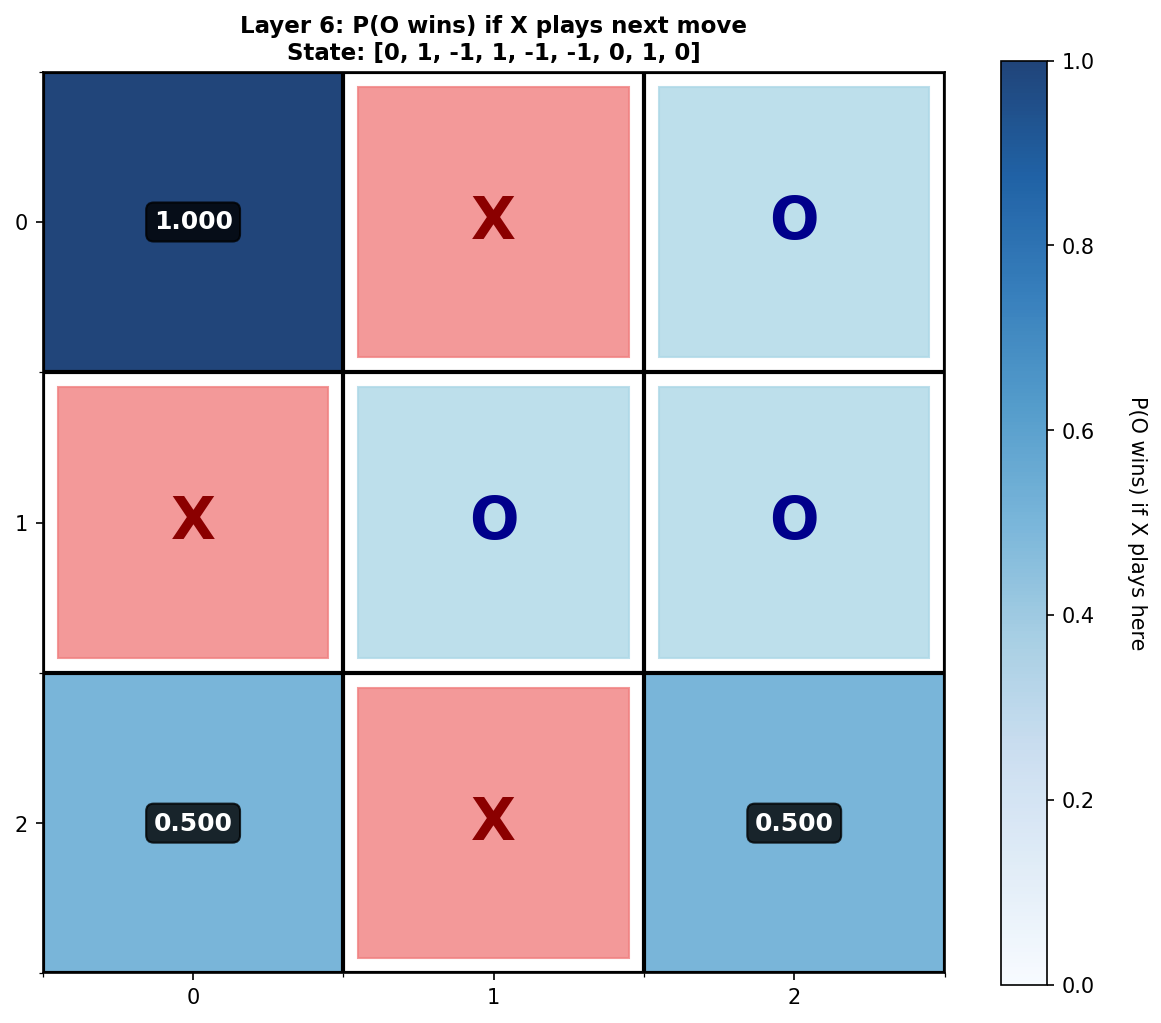 Layer 6: P(O wins) if X plays next move
State: [0, 1, -1, 1, -1, -1, 0, 1, 0]
0
1.000
X
O
1
X
O
O
2
0.500
X
0.500
0
1
2
1.0
0.8
0.6
0.4
0.2
0.0
P(O wins) if X plays here